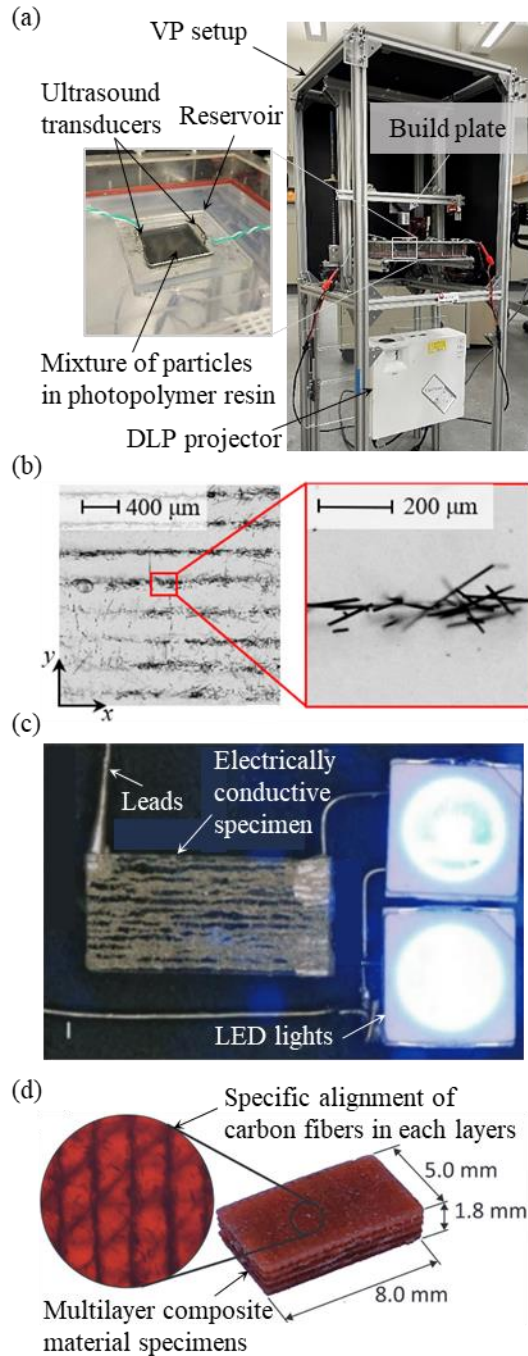 (a)
VP setup
Ultrasound
transducers
Reservoir
Build plate
Mixture of particles
in photopolymer resin
DLP projector
(b)
400 μm
200 μm
y
x
(c)
Leads
Electrically
conductive
specimen
LED lights
(d)
Specific alignment of
carbon fibers in each layers
5.0 mm
1.8 mm
8.0 mm
Multilayer composite
material specimens